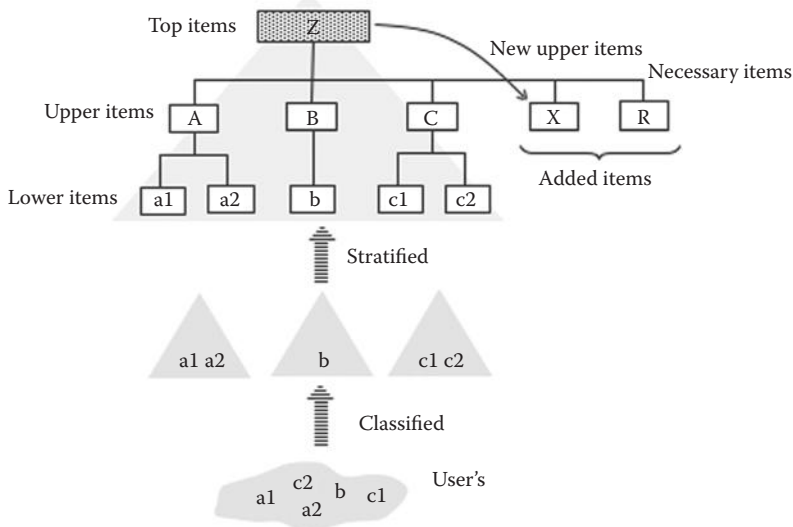 Top items
Z
New upper items
Necessary items
Upper items
A
B
C
X
R
Added items
Lower items
a1
a2
b
c1
c2
Stratified
a1 a2
b
c1 c2
Classified
User's
a1
c2
a2
b
c1